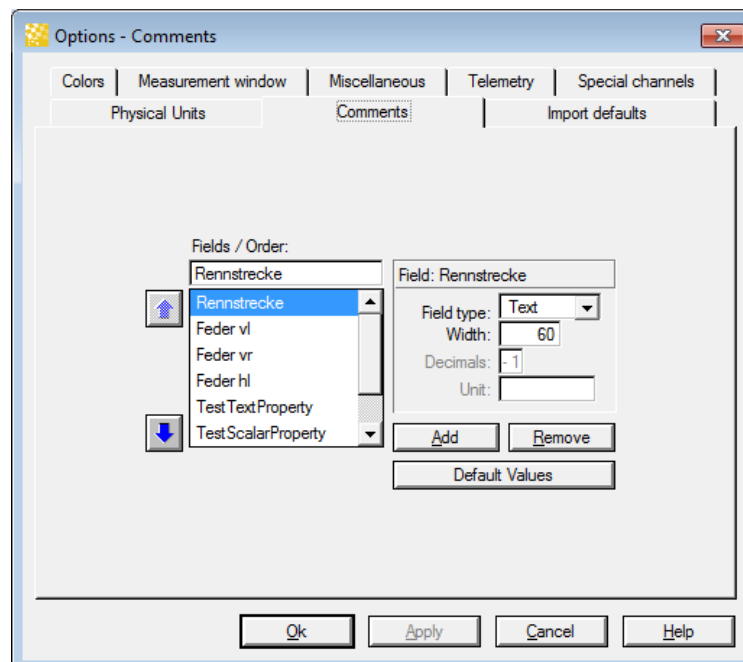 Options - Comments
Colors
Measurement window
Miscellaneous
Telemetry
Special channels
Physical Units
Comments
Import defaults
Fields / Order:
Rennstrecke
Rennstrecke
Feder vl
Feder vr
Feder hl
TestTextProperty
TestScalarProperty
Field: Rennstrecke
Field type: Text
Width: 60
Decimals: - 1
Unit:
Add
Remove
Default Values
Ok
Apply
Cancel
Help